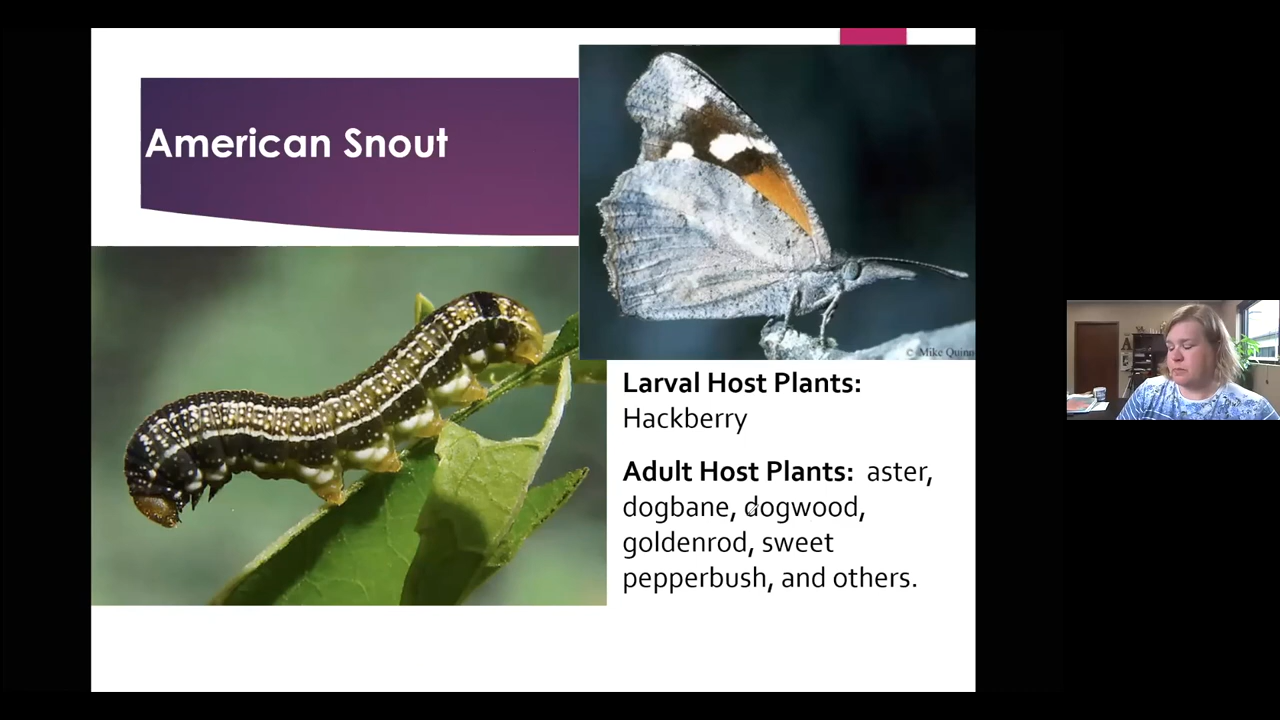 American Snout
© Mike Quinn
Larval Host Plants:
Hackberry
Adult Host Plants: aster,
dogbane, dogwood,
goldenrod, sweet
pepperbush, and others.